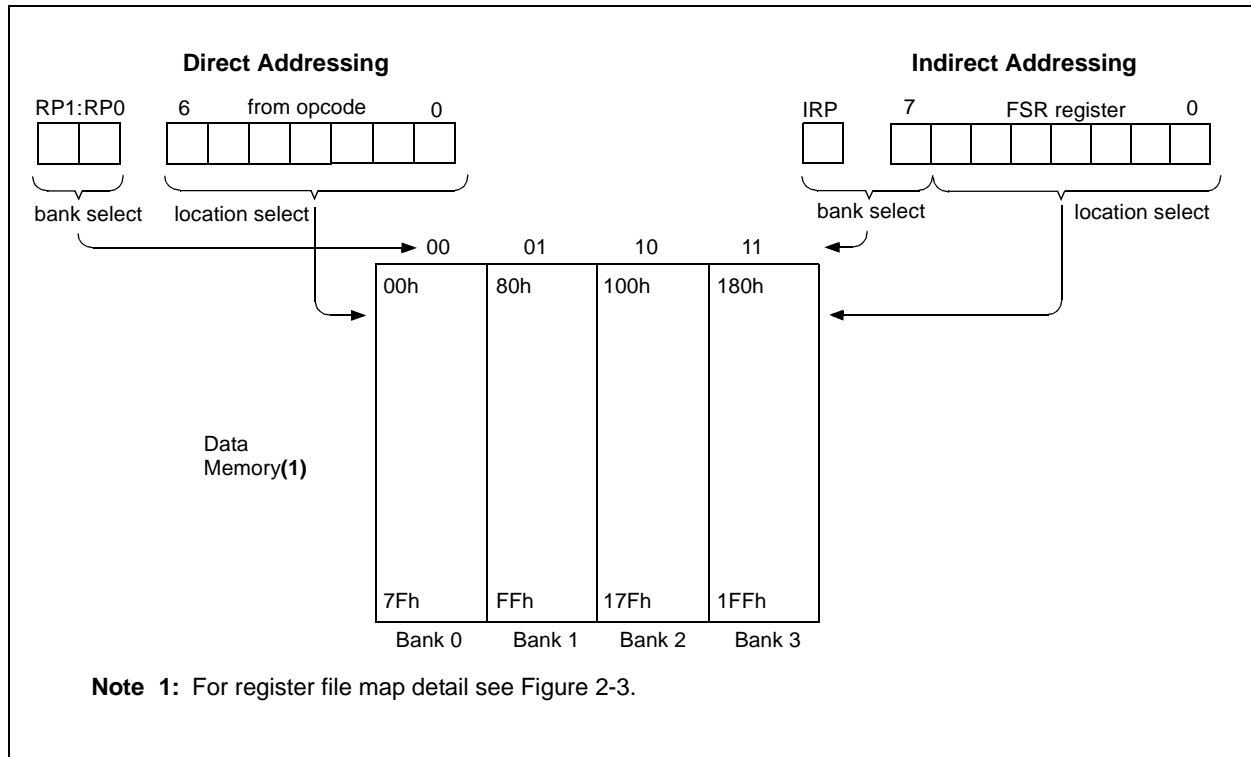 Direct Addressing
Indirect Addressing
RP1:RP0 6 from opcode 0
IRP 7 FSR register 0
bank select location select
bank select location select
00 01 10 11
00h 80h 100h 180h
Data
Memory(1)
7Fh FFh 17Fh 1FFh
Bank 0 Bank 1 Bank 2 Bank 3
Note 1: For register file map detail see Figure 2-3.